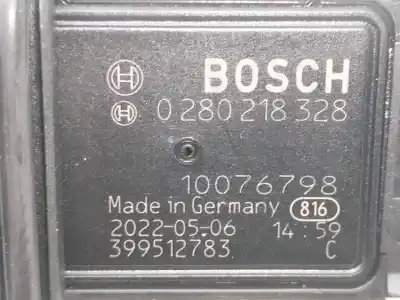 BOSCH
0 280 218 328
10076798
Made in Germany 816
2022-05-06 14:59
399512783 C